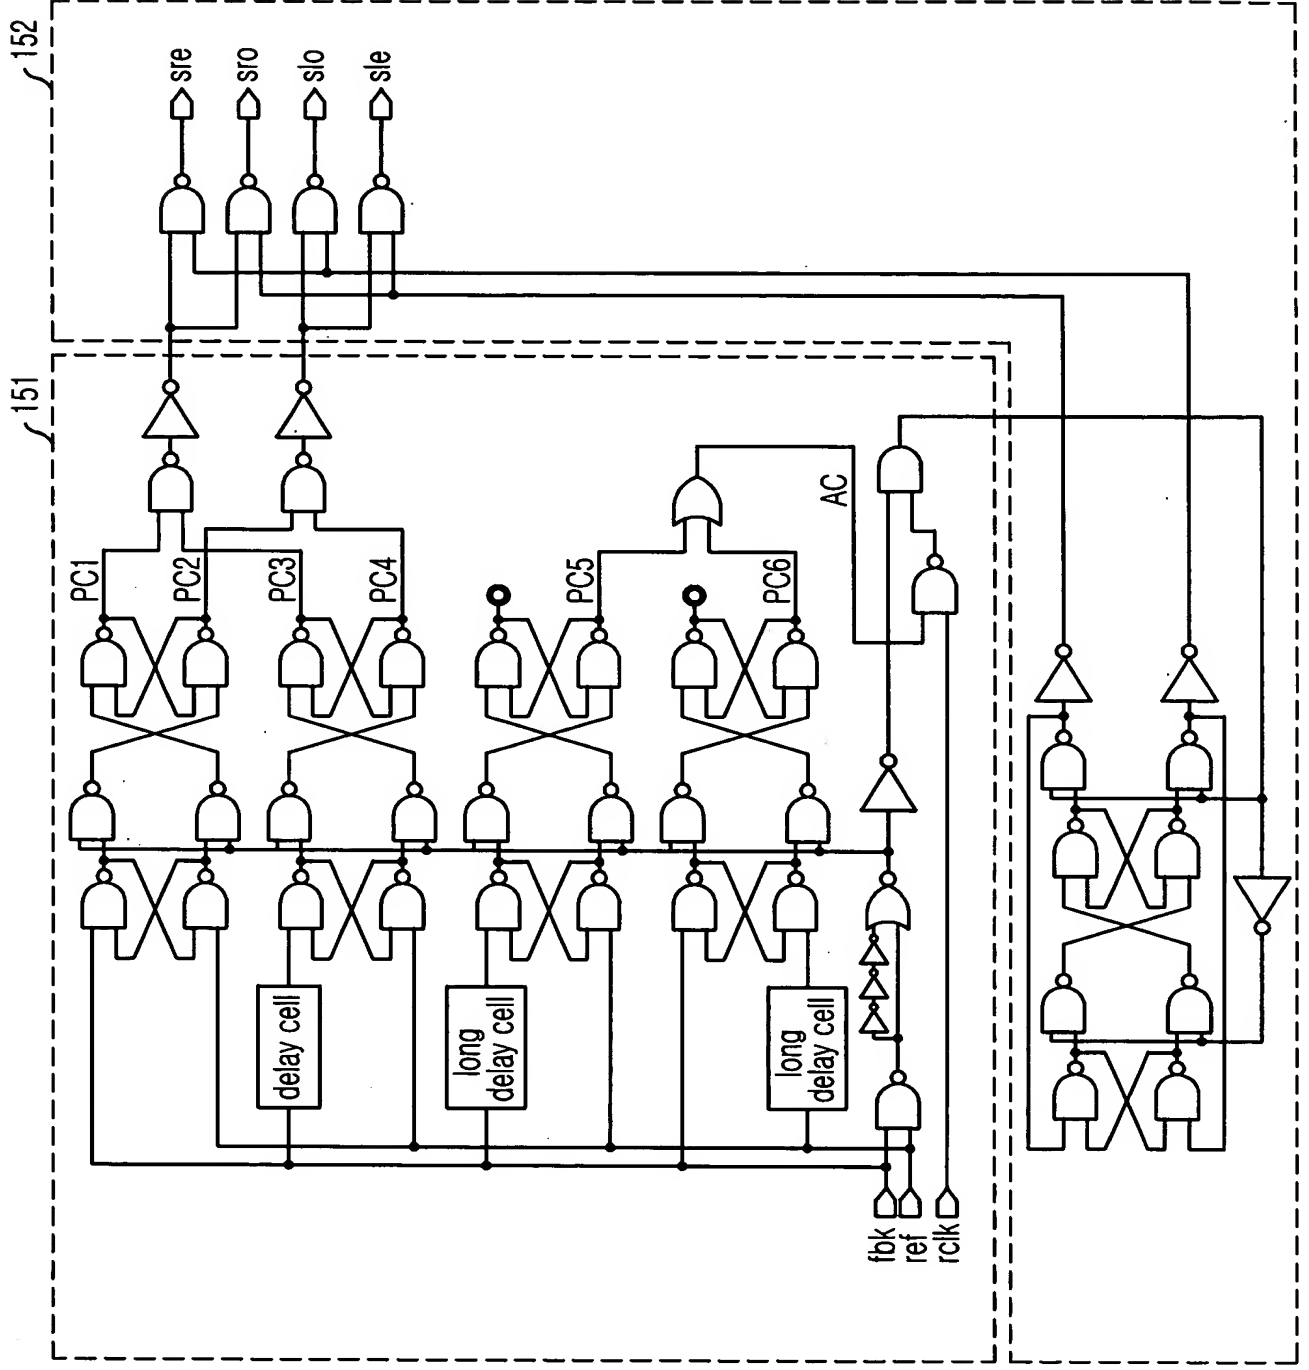 152
sre
sro
slo
sle
151
PC1
PC2
PC3
PC4
PC5
PC6
AC
delay cell
long
delay cell
long
delay cell
fbk
ref
rclk